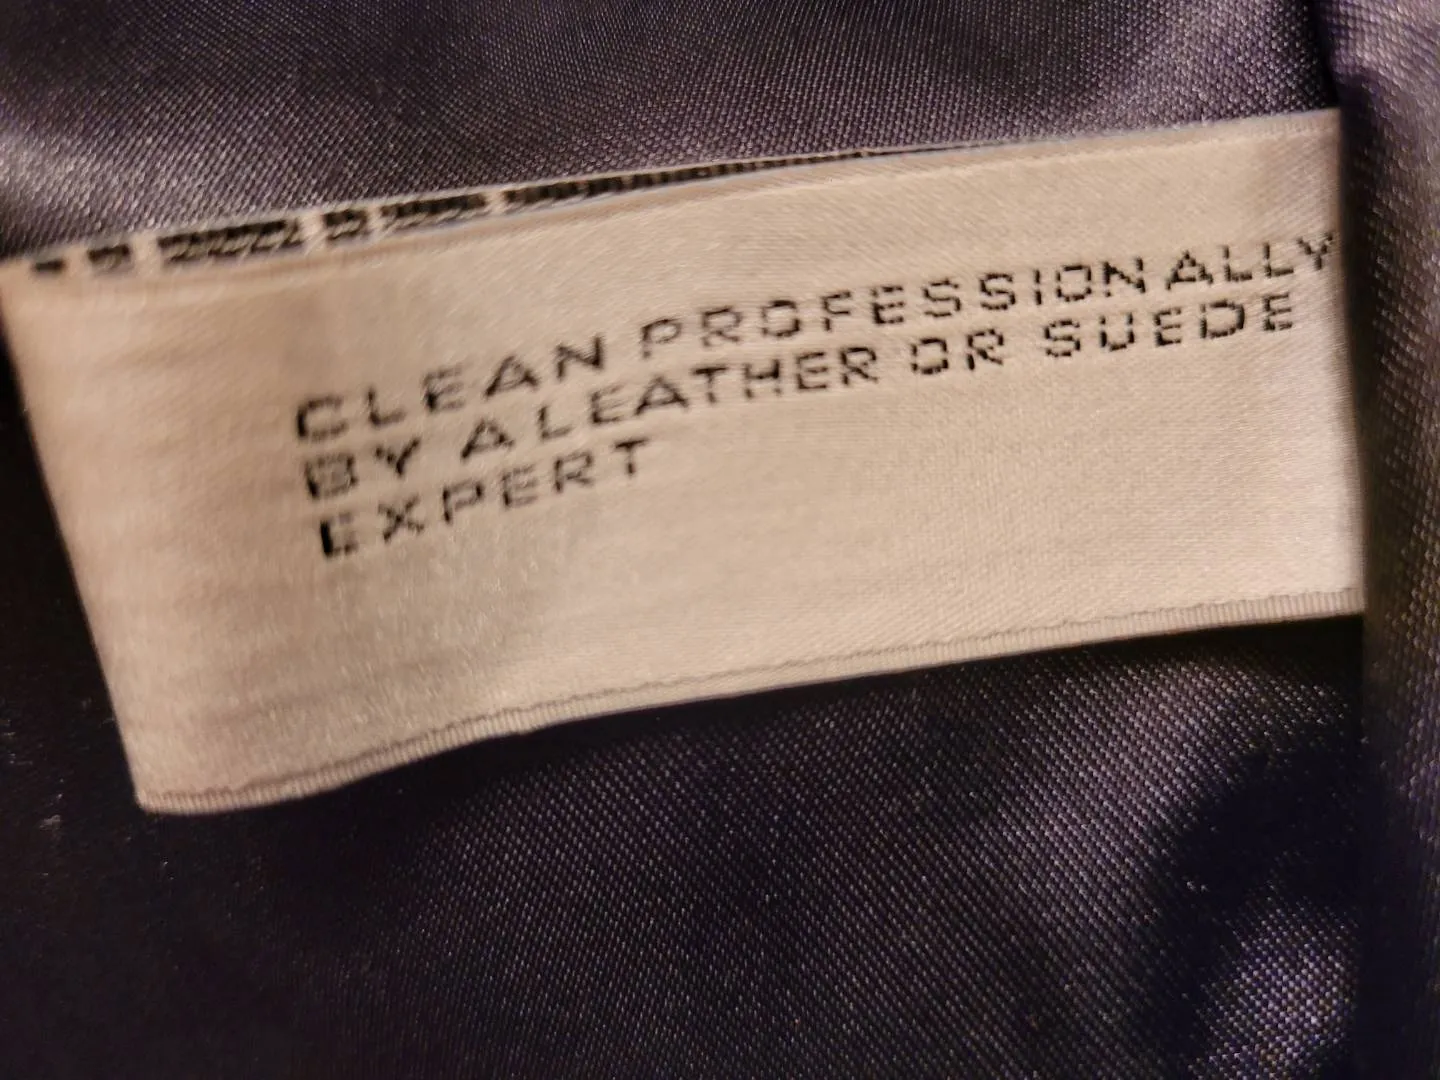 CLEAN PROFESSIONALLY
BY A LEATHER OR SUEDE
EXPERT